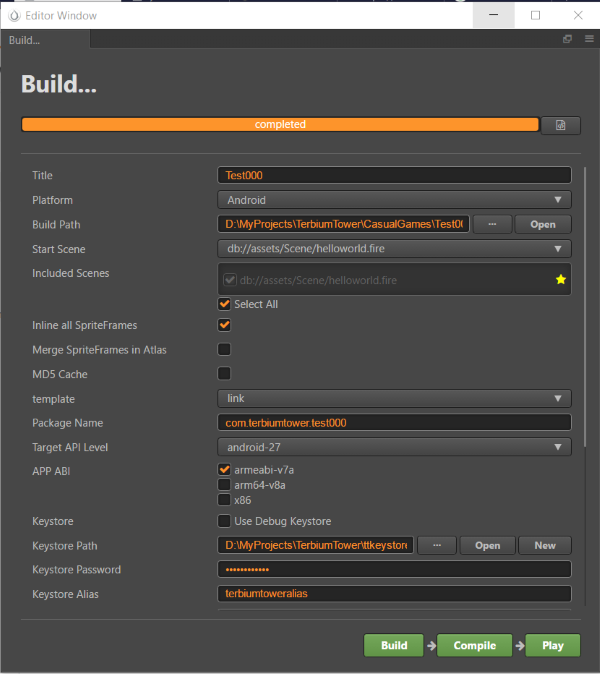 Editor Window
Build...
Build...
completed
Title Test000
Platform Android
Build Path D:\MyProjects\TerbiumTower\CasualGames\Test00 ... Open
Start Scene db://assets/Scene/helloworld.fire
Included Scenes db://assets/Scene/helloworld.fire
Select All
Inline all SpriteFrames
Merge SpriteFrames in Atlas
MD5 Cache
template link
Package Name com.terbiumtower.test000
Target API Level android-27
APP ABI armeabi-v7a
arm64-v8a
x86
Keystore Use Debug Keystore
Keystore Path D:\MyProjects\TerbiumTower\ttkeystore ... Open New
Keystore Password ••••••••••••
Keystore Alias terbiumtoweralias
Build Compile Play